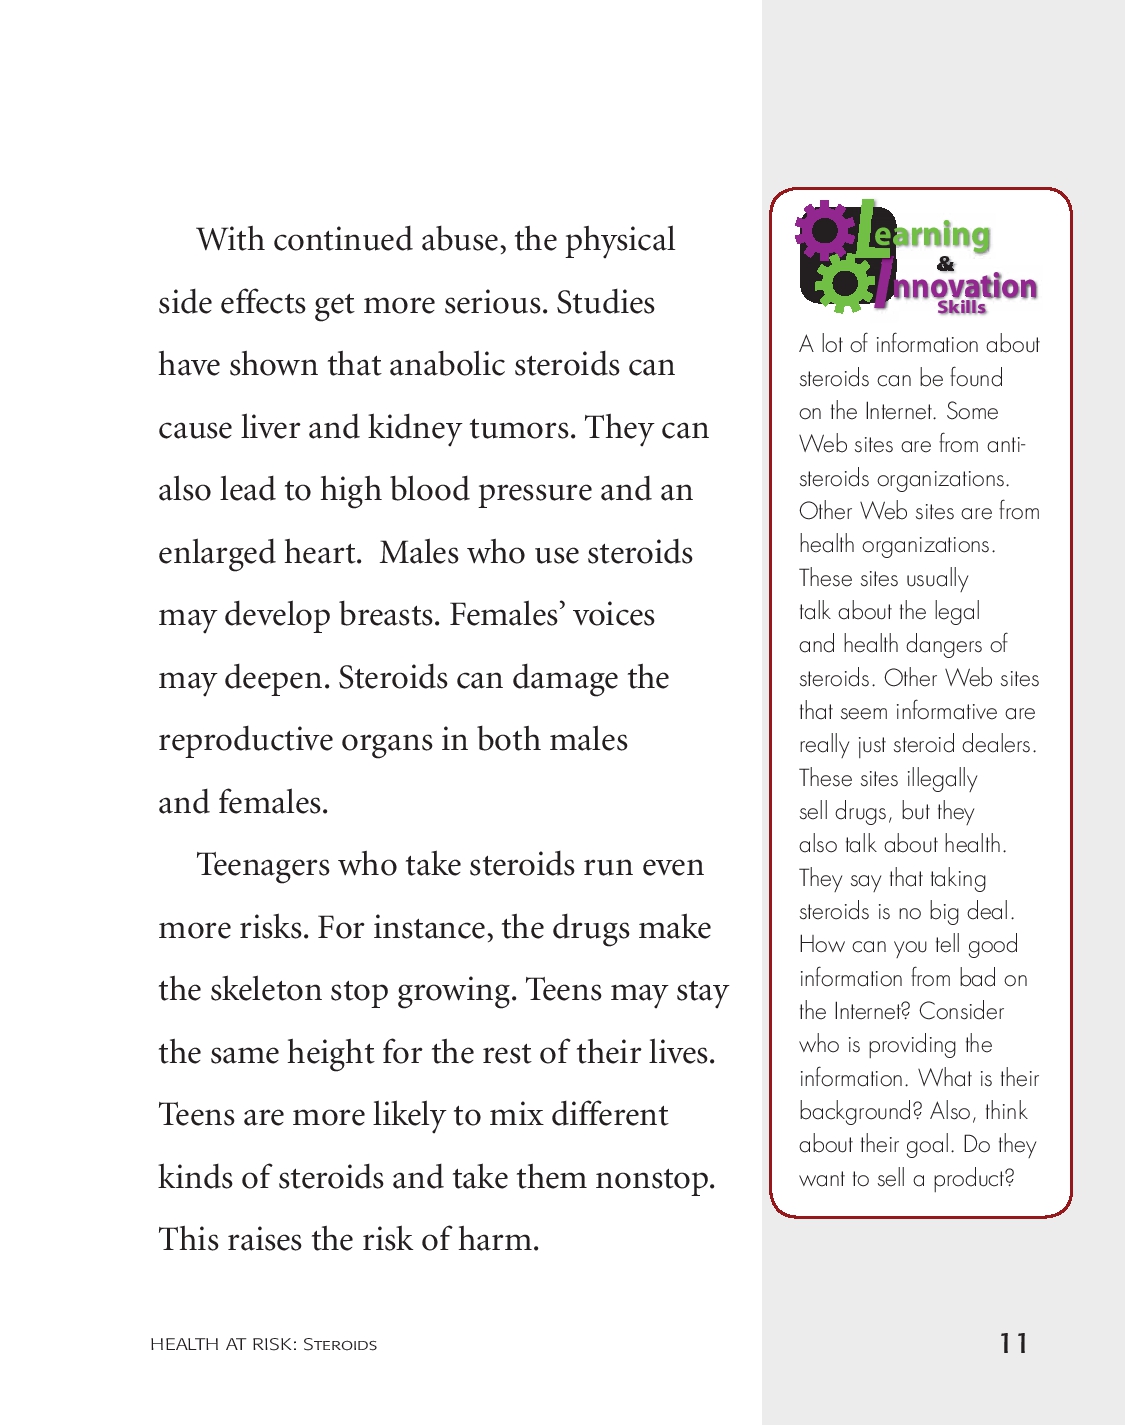 With continued abuse, the physical
side effects get more serious. Studies
have shown that anabolic steroids can
cause liver and kidney tumors. They can
also lead to high blood pressure and an
enlarged heart.  Males who use steroids
may develop breasts. Females’ voices
may deepen. Steroids can damage the
reproductive organs in both males
and females.
Teenagers who take steroids run even
more risks. For instance, the drugs make
the skeleton stop growing. Teens may stay
the same height for the rest of their lives.
Teens are more likely to mix different
kinds of steroids and take them nonstop.
This raises the risk of harm.
Learning
&
Innovation
Skills
A lot of information about
steroids can be found
on the Internet. Some
Web sites are from anti-
steroids organizations.
Other Web sites are from
health organizations.
These sites usually
talk about the legal
and health dangers of
steroids. Other Web sites
that seem informative are
really just steroid dealers.
These sites illegally
sell drugs, but they
also talk about health.
They say that taking
steroids is no big deal.
How can you tell good
information from bad on
the Internet? Consider
who is providing the
information. What is their
background? Also, think
about their goal. Do they
want to sell a product?
HEALTH AT RISK: STEROIDS
11